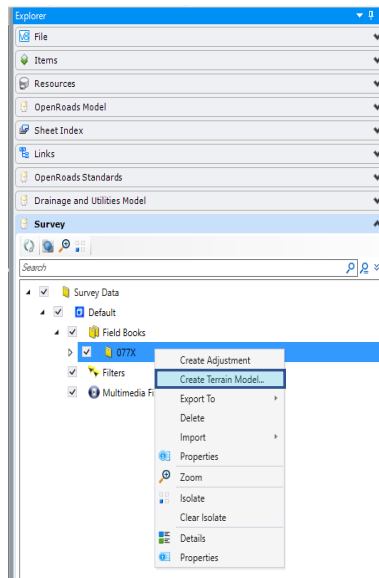 Explorer
File
Items
Resources
OpenRoads Model
Sheet Index
Links
OpenRoads Standards
Drainage and Utilities Model
Survey
Search
Survey Data
Default
Field Books
077X
Filters
Multimedia Fi
Create Adjustment
Create Terrain Model...
Export To
Delete
Import
Properties
Zoom
Isolate
Clear Isolate
Details
Properties